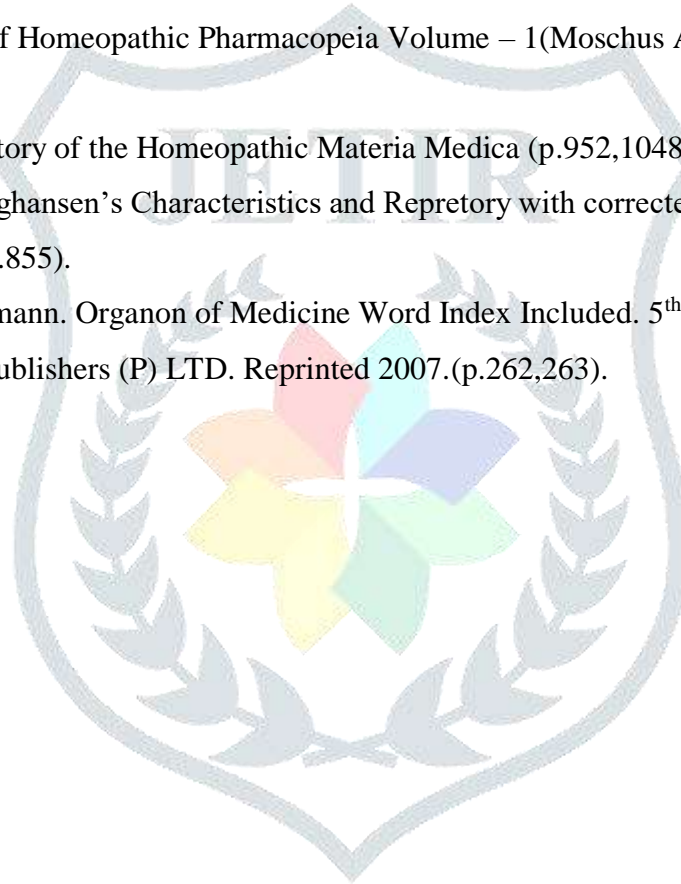 of Homeopathic Pharmacopeia Volume – 1(Moschus A
tory of the Homeopathic Materia Medica (p.952,1048
ghansen’s Characteristics and Repretory with correcte
.855).
mann. Organon of Medicine Word Index Included. 5th
ublishers (P) LTD. Reprinted 2007.(p.262,263).
JETIR